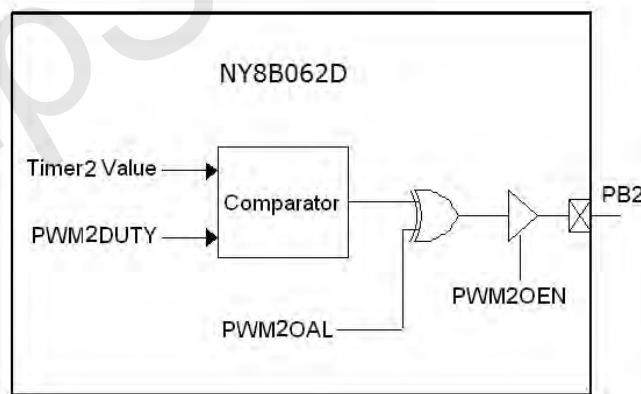 NY8B062D
Timer2 Value
Comparator
PB2
PWM2DUTY
PWM2OEN
PWM2OAL